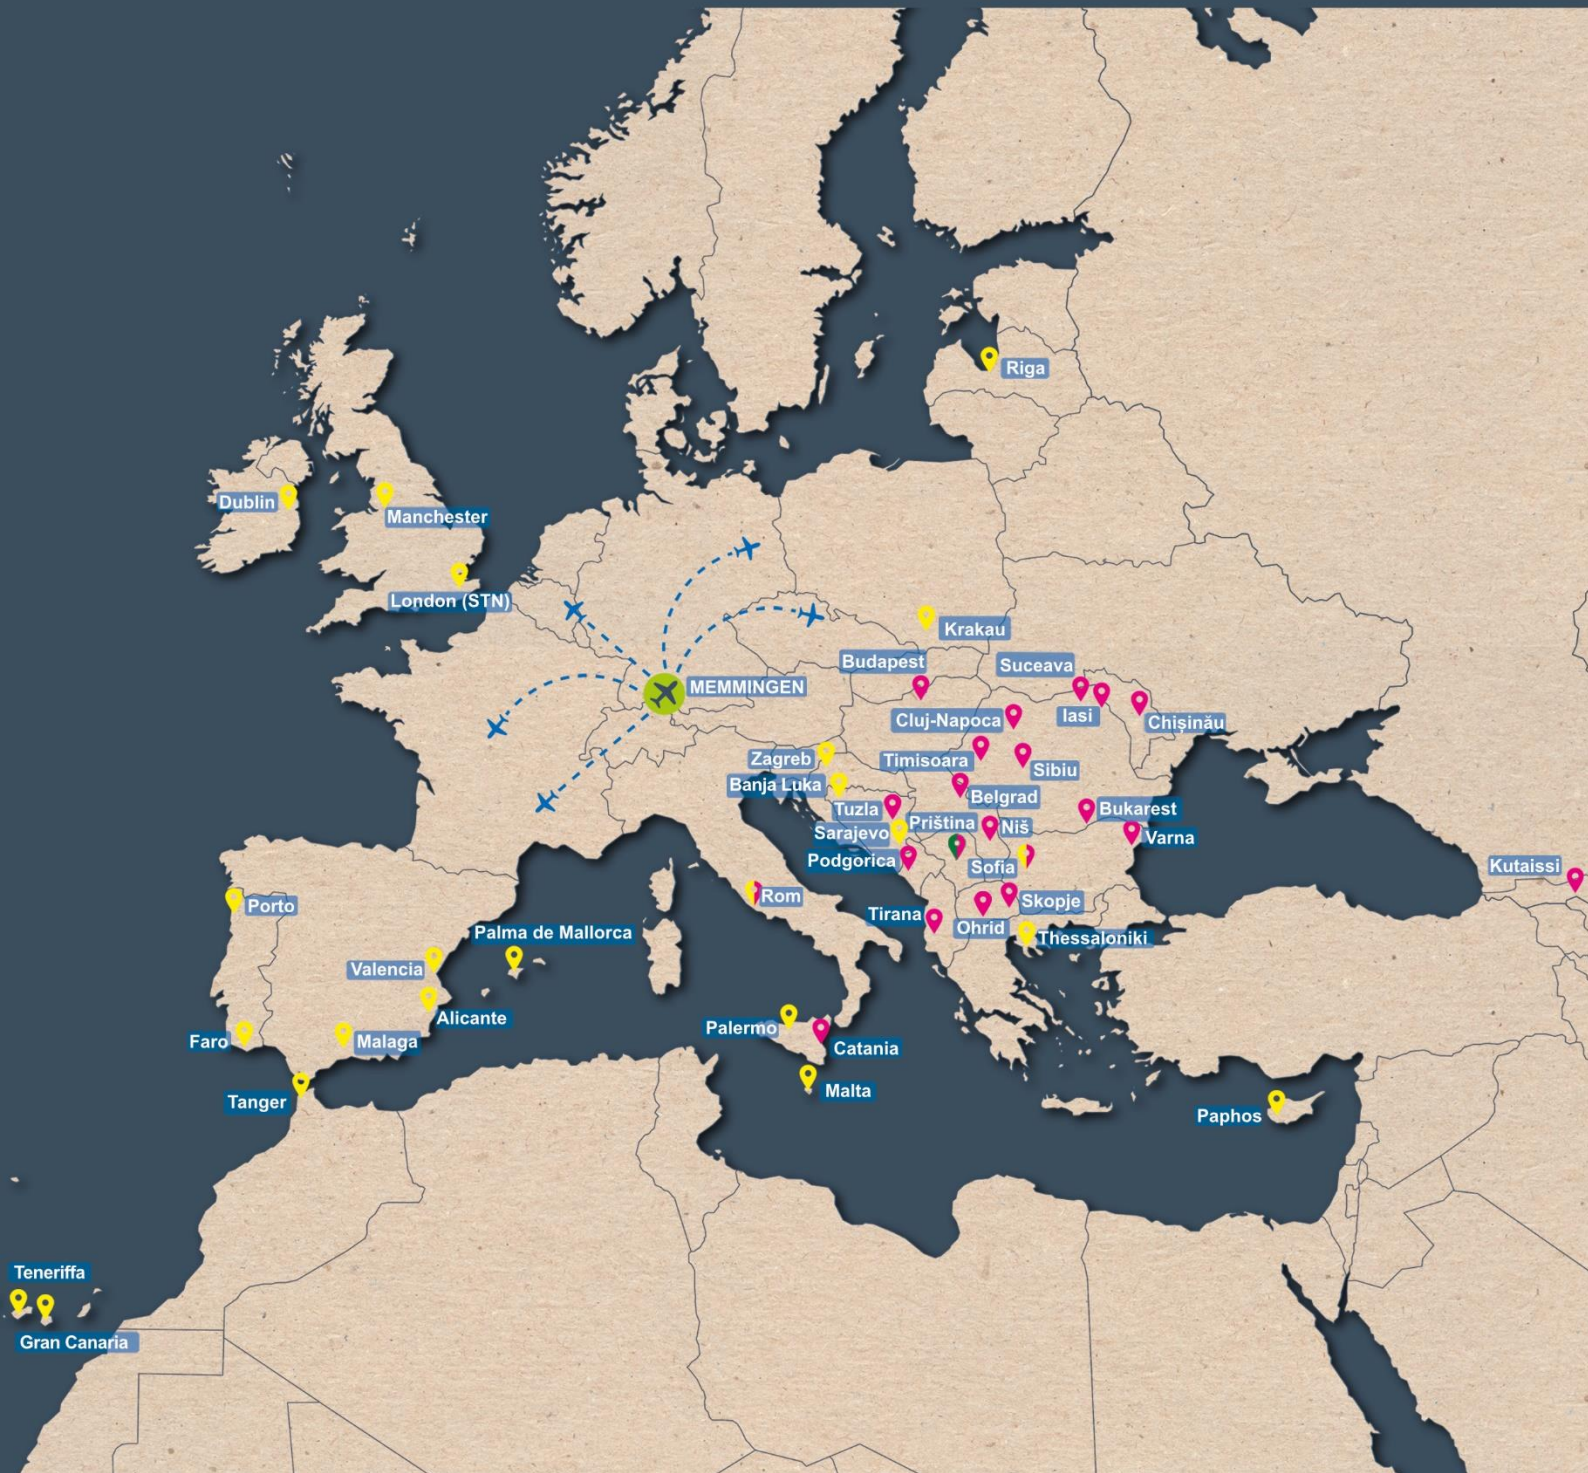 Riga
Dublin
Manchester
London (STN)
Krakau
Budapest
Suceava
MEMMINGEN
Cluj-Napoca
Iasi
Chișinău
Zagreb
Timisoara
Sibiu
Banja Luka
Belgrad
Tuzla
Bukarest
Priština
Niš
Sarajevo
Varna
Podgorica
Sofia
Kutaissi
Rom
Skopje
Porto
Tirana
Ohrid
Palma de Mallorca
Thessaloniki
Valencia
Alicante
Palermo
Faro
Malaga
Catania
Malta
Tanger
Paphos
Teneriffa
Gran Canaria